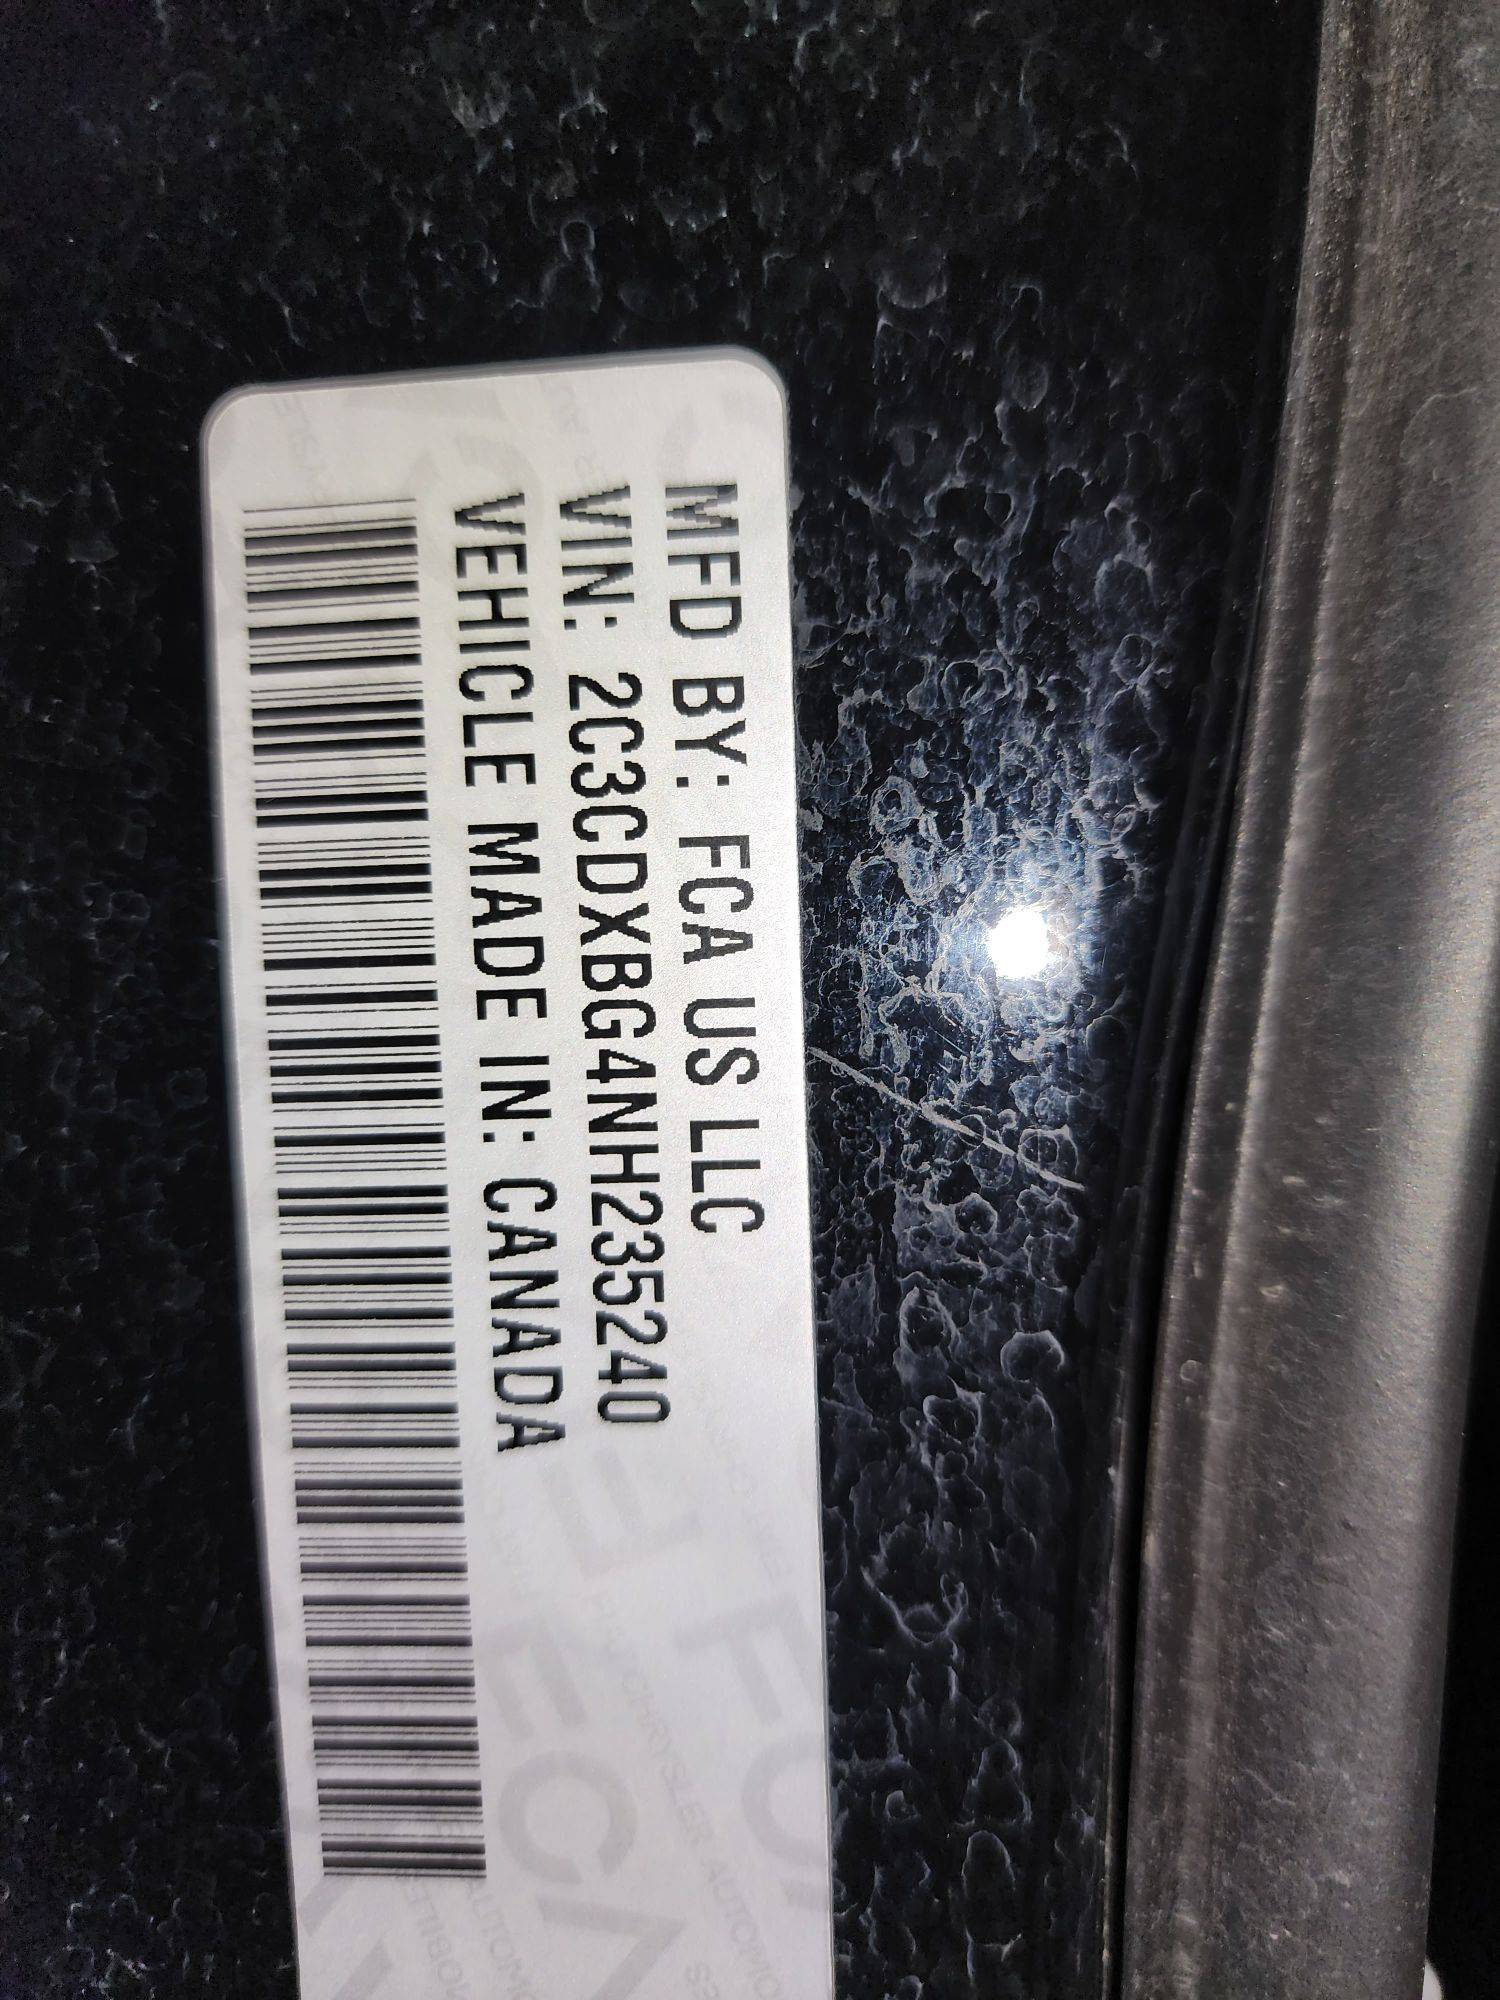 MFD BY: FCA US LLC
VIN: 2C3CDXBG4NH235240
VEHICLE MADE IN: CANADA